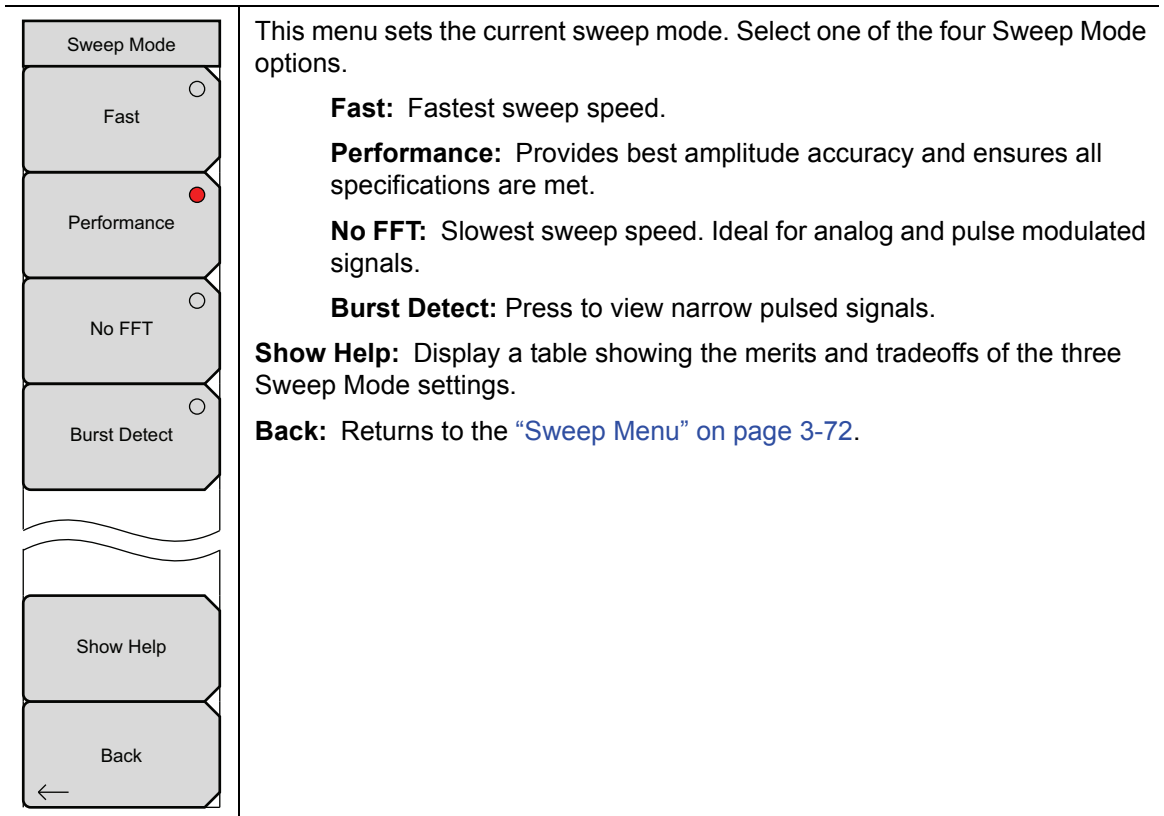 Sweep Mode
Fast
Performance
No FFT
Burst Detect
Show Help
Back
This menu sets the current sweep mode. Select one of the four Sweep Mode
options.
Fast: Fastest sweep speed.
Performance: Provides best amplitude accuracy and ensures all
specifications are met.
No FFT: Slowest sweep speed. Ideal for analog and pulse modulated
signals.
Burst Detect: Press to view narrow pulsed signals.
Show Help: Display a table showing the merits and tradeoffs of the three
Sweep Mode settings.
Back: Returns to the “Sweep Menu” on page 3-72.